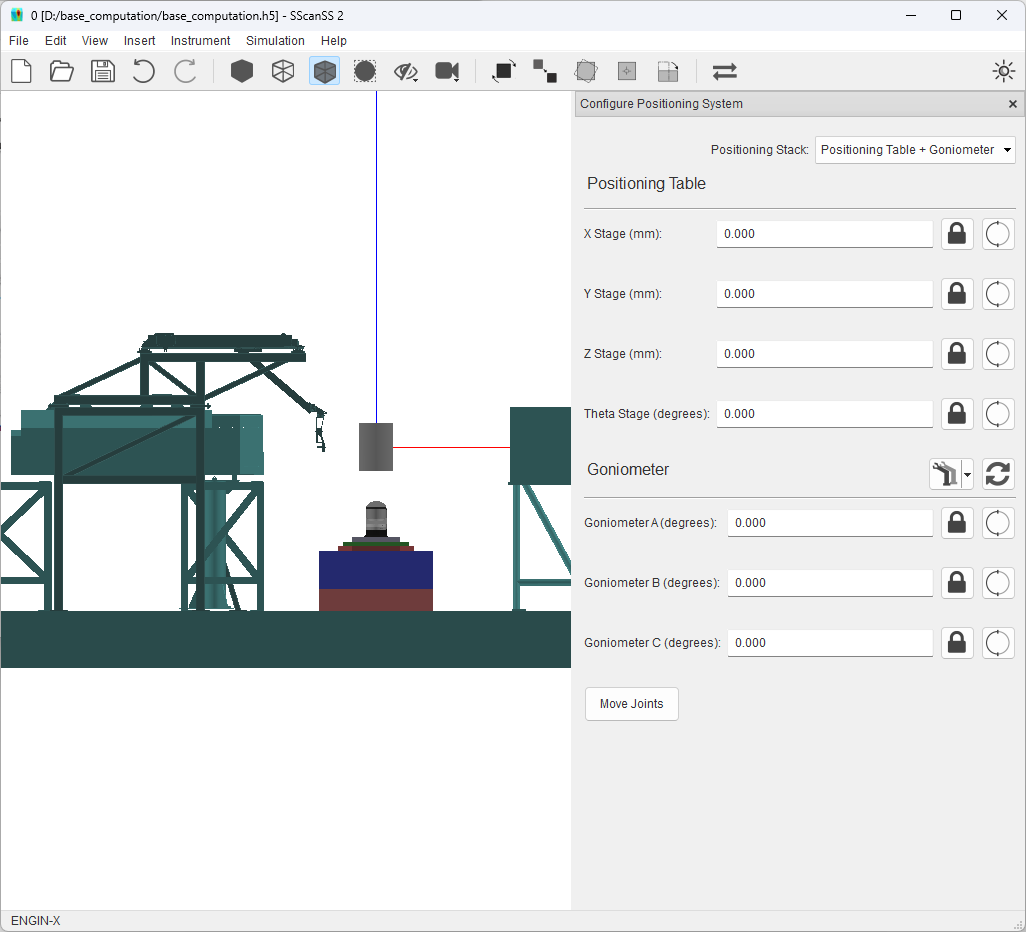 0 [D:/base_computation/base_computation.h5] - SScanSS 2
File Edit View Insert Instrument Simulation Help
Configure Positioning System
Positioning Stack: Positioning Table + Goniometer
Positioning Table
X Stage (mm): 0.000
Y Stage (mm): 0.000
Z Stage (mm): 0.000
Theta Stage (degrees): 0.000
Goniometer
Goniometer A (degrees): 0.000
Goniometer B (degrees): 0.000
Goniometer C (degrees): 0.000
Move Joints
ENGIN-X